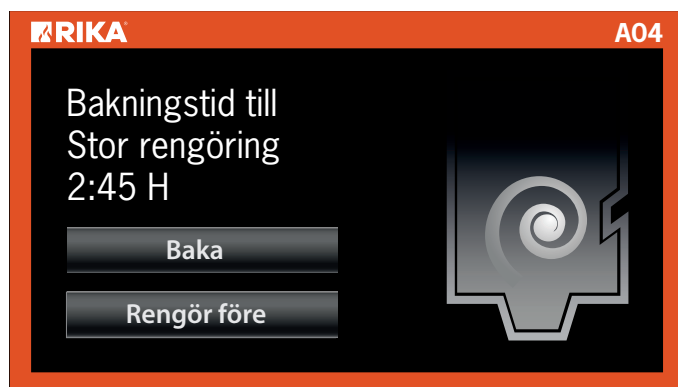 RIKA
A04
Bakningstid till
Stor rengöring
2:45 H
Baka
Rengör före